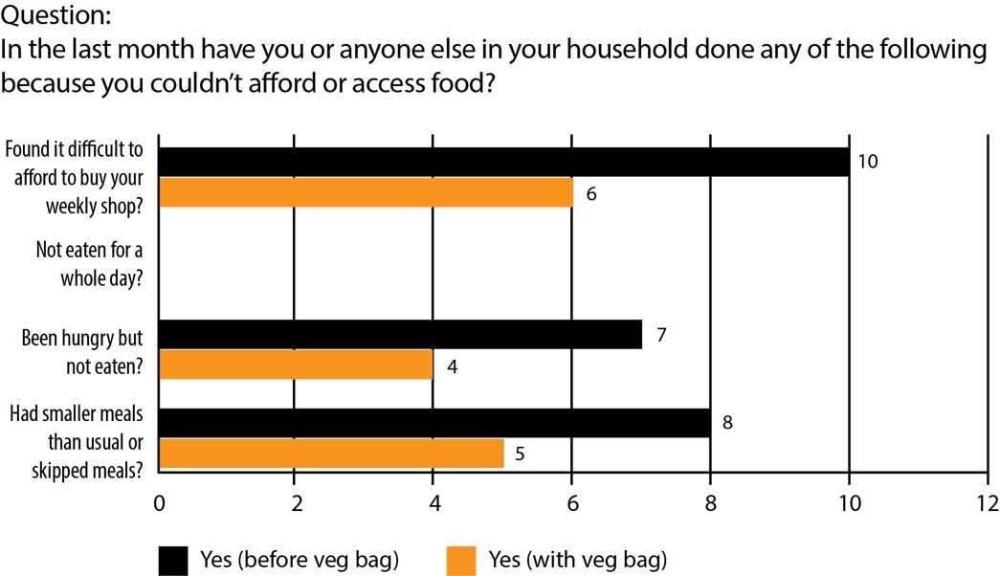 Question:
In the last month have you or anyone else in your household done any of the following
because you couldn’t afford or access food?
Found it difficult to
afford to buy your
weekly shop?
10
6
Not eaten for a
whole day?
Been hungry but
not eaten?
7
4
Had smaller meals
than usual or
skipped meals?
8
5
0 2 4 6 8 10 12
Yes (before veg bag) Yes (with veg bag)